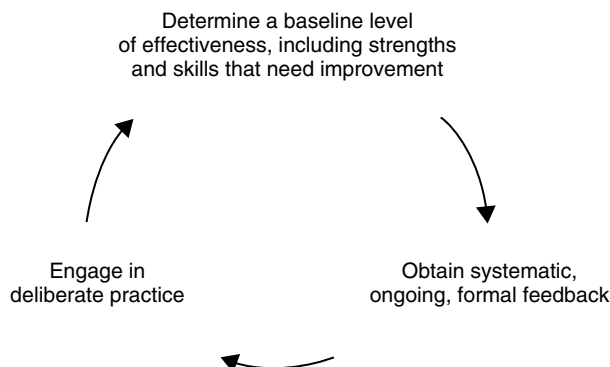 Determine a baseline level
of effectiveness, including strengths
and skills that need improvement
Obtain systematic,
ongoing, formal feedback
Engage in
deliberate practice